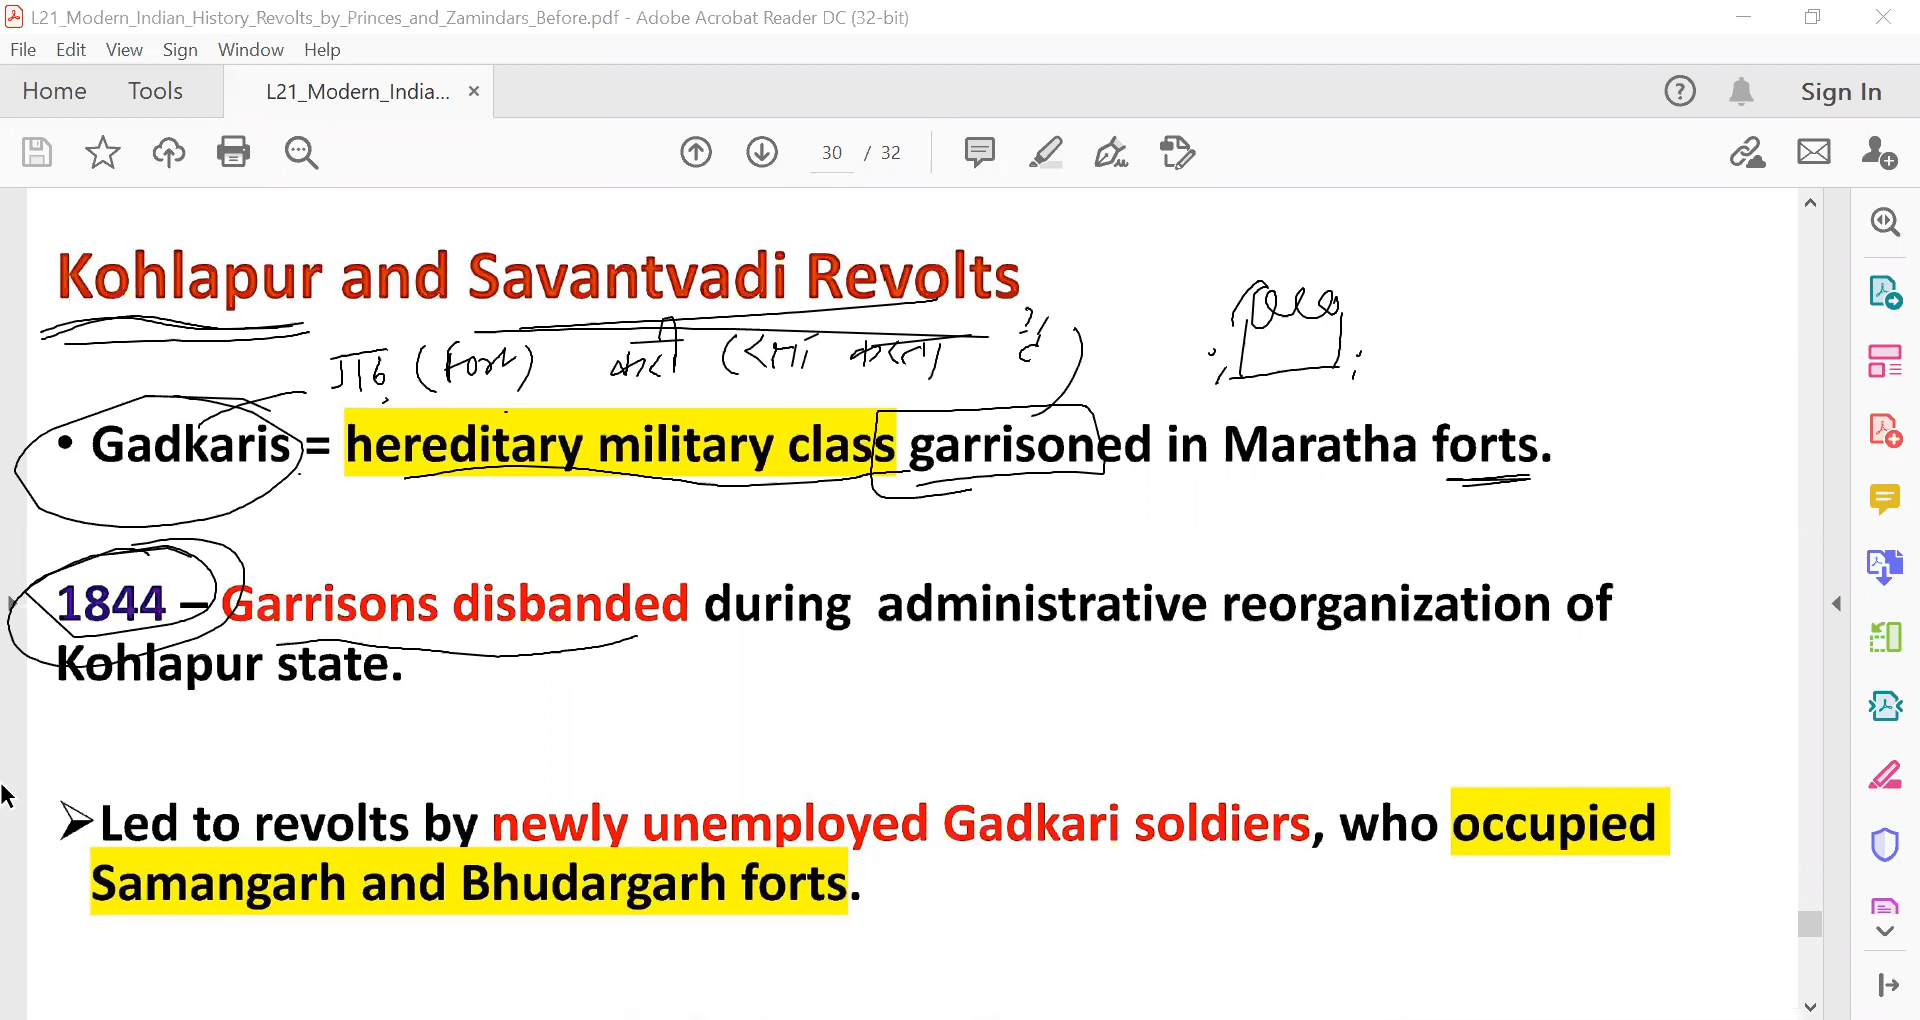 L21_Modern_Indian_History_Revolts_by_Princes_and_Zamindars_Before.pdf - Adobe Acrobat Reader DC (32-bit)
File Edit View Sign Window Help
Home Tools L21_Modern_India... × Sign In
30 / 32
Kohlapur and Savantvadi Revolts
(Fort)
• Gadkaris = hereditary military class garrisoned in Maratha forts.
1844 – Garrisons disbanded during administrative reorganization of
Kohlapur state.
➢Led to revolts by newly unemployed Gadkari soldiers, who occupied
Samangarh and Bhudargarh forts.